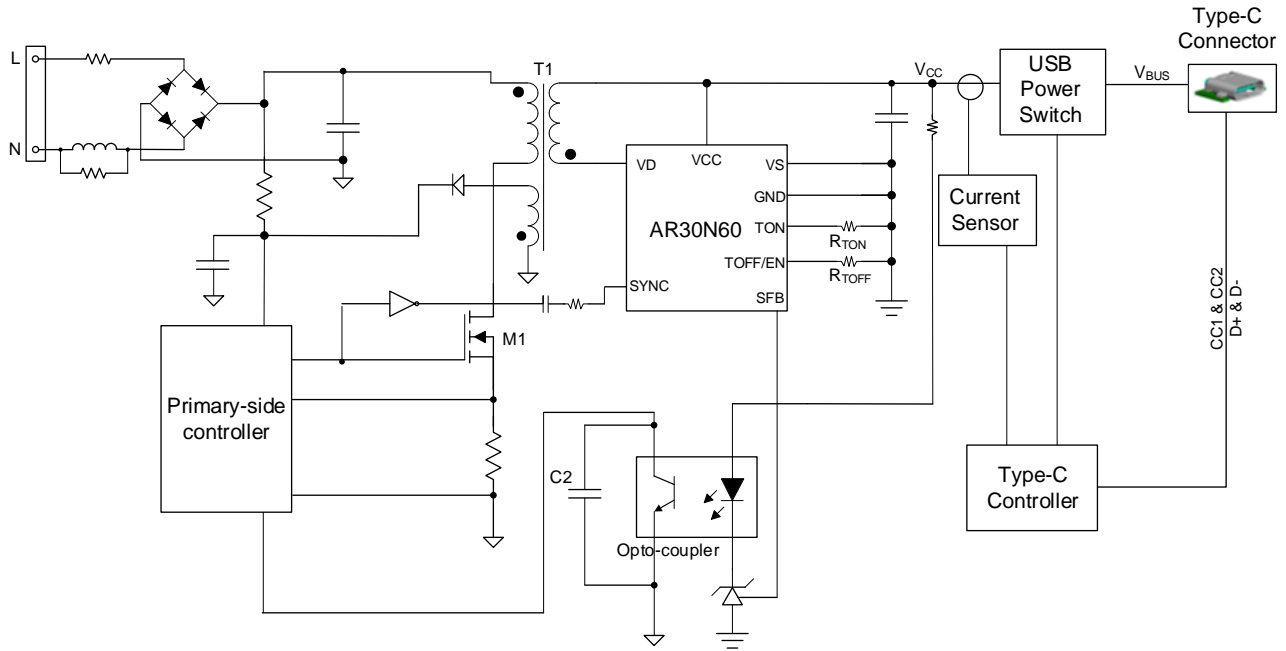 Type-C
Connector
L
N
T1
VCC
USB
Power
Switch
VBUS
VD
VCC
VS
GND
AR30N60
TON
RTON
TOFF/EN
RTOFF
SYNC
SFB
Current
Sensor
M1
CC1 & CC2
D+ & D-
Primary-side
controller
C2
Opto-coupler
Type-C
Controller